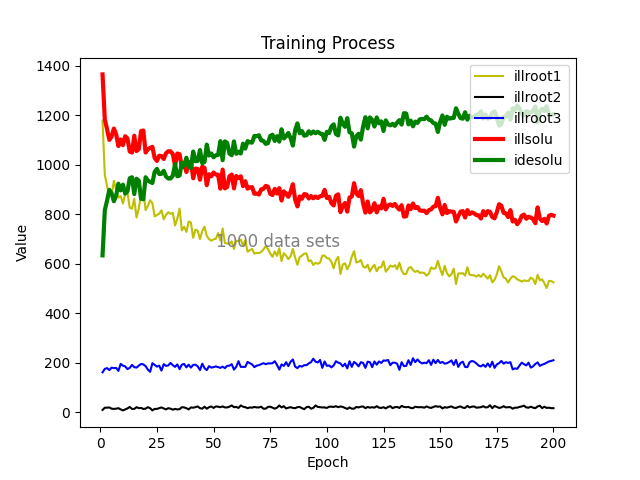 Training Process
1400
1200
1000
800
600
400
200
0
Value
illroot1
illroot2
illroot3
illsolu
idesolu
1000 data sets
0 25 50 75 100 125 150 175 200
Epoch